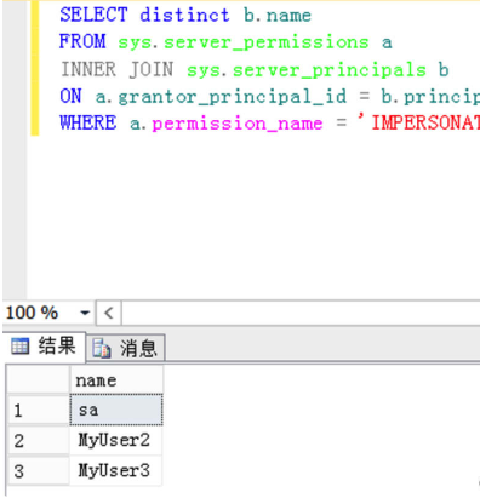 SELECT distinct b.name
FROM sys.server_permissions a
INNER JOIN sys.server_principals b
ON a.grantor_principal_id = b.princip
WHERE a.permission_name = 'IMPERSONAT
100 %
结果 消息
name
1 sa
2 MyUser2
3 MyUser3